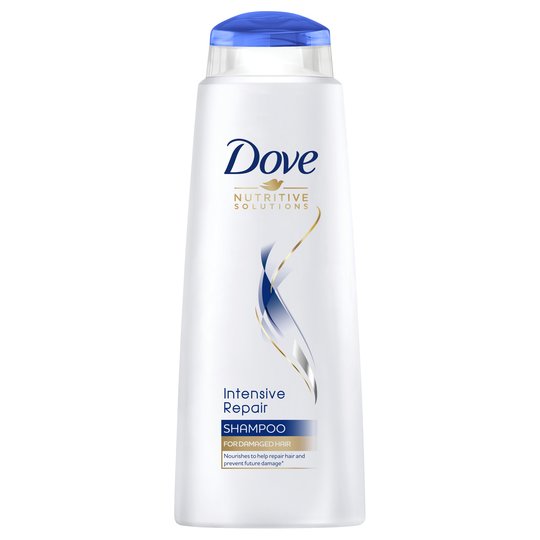 Dove
NUTRITIVE
SOLUTIONS
Intensive
Repair
SHAMPOO
FOR DAMAGED HAIR
Nourishes to help repair hair and
prevent future damage*